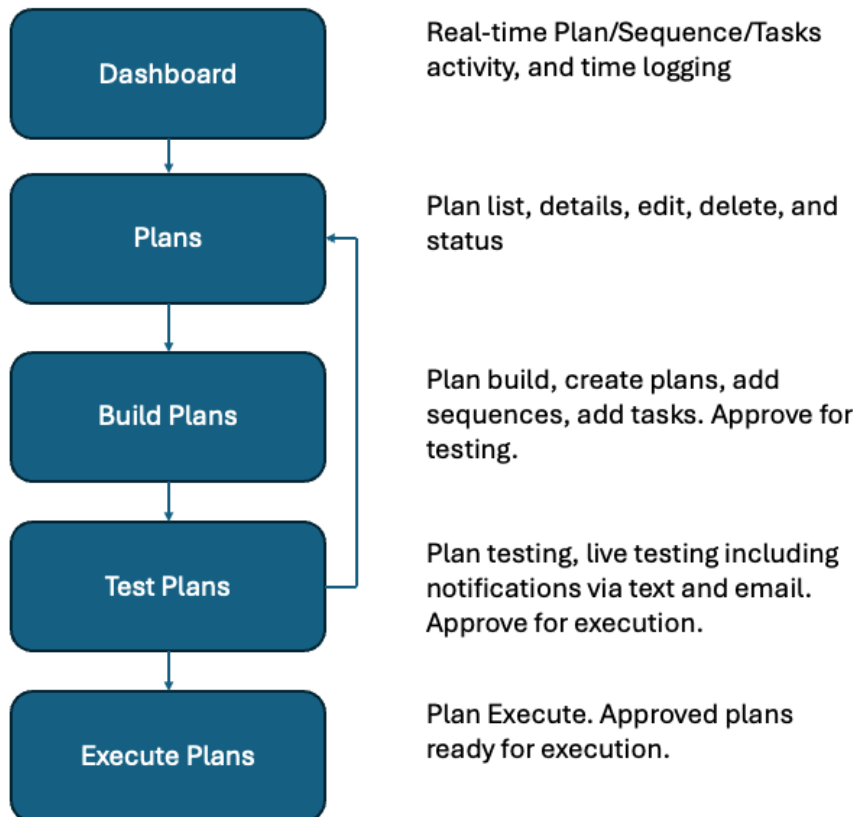 Dashboard
Real-time Plan/Sequence/Tasks
activity, and time logging
Plans
Plan list, details, edit, delete, and
status
Build Plans
Plan build, create plans, add
sequences, add tasks. Approve for
testing.
Test Plans
Plan testing, live testing including
notifications via text and email.
Approve for execution.
Execute Plans
Plan Execute. Approved plans
ready for execution.